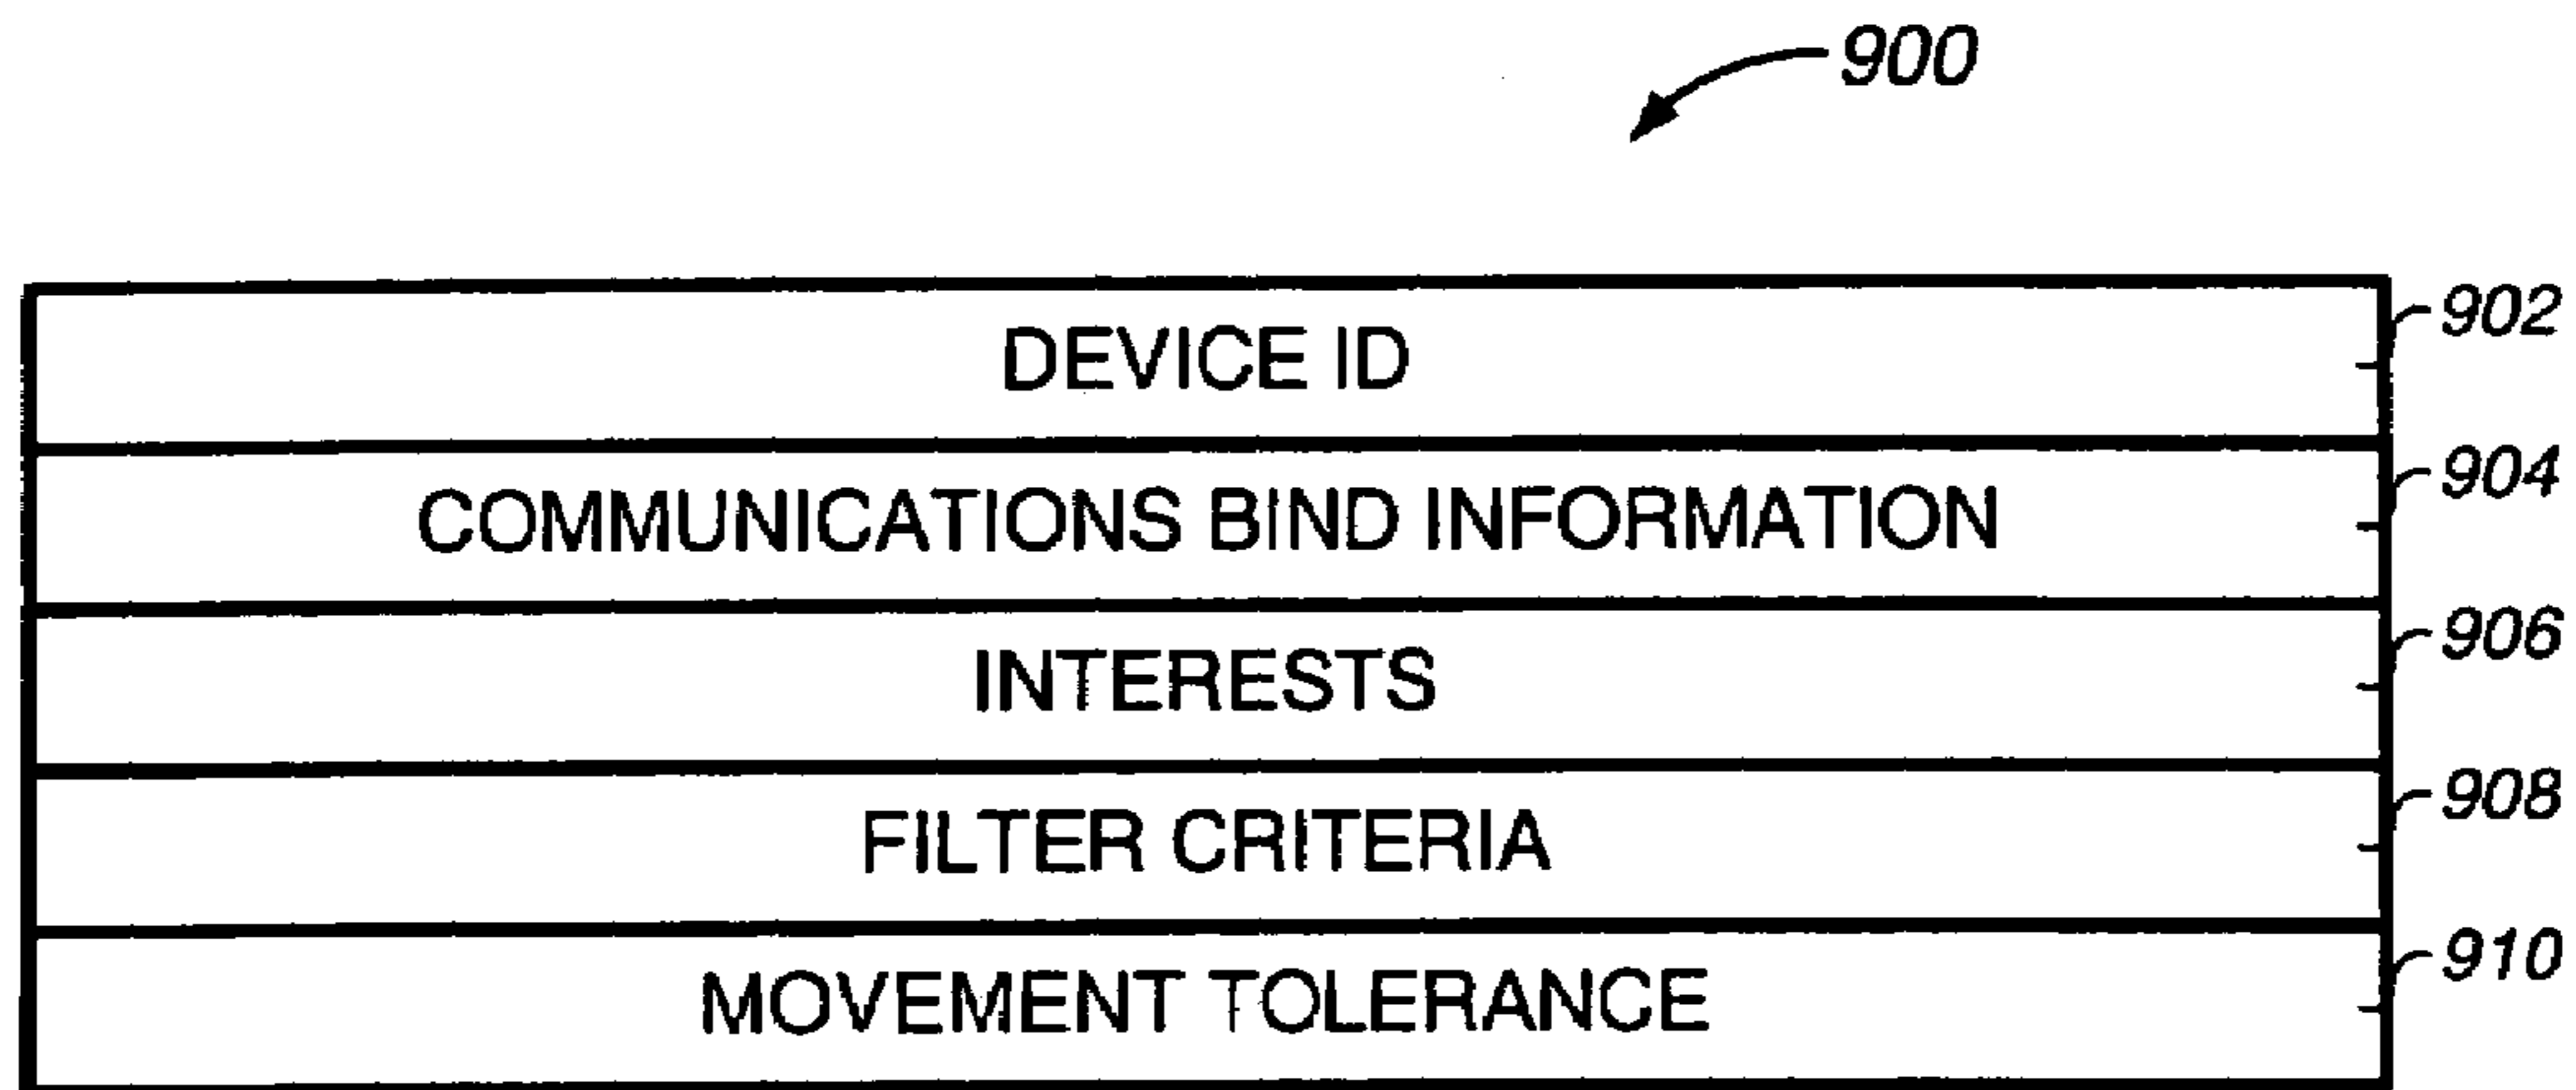 900
DEVICE ID 902
COMMUNICATIONS BIND INFORMATION 904
INTERESTS 906
FILTER CRITERIA 908
MOVEMENT TOLERANCE 910